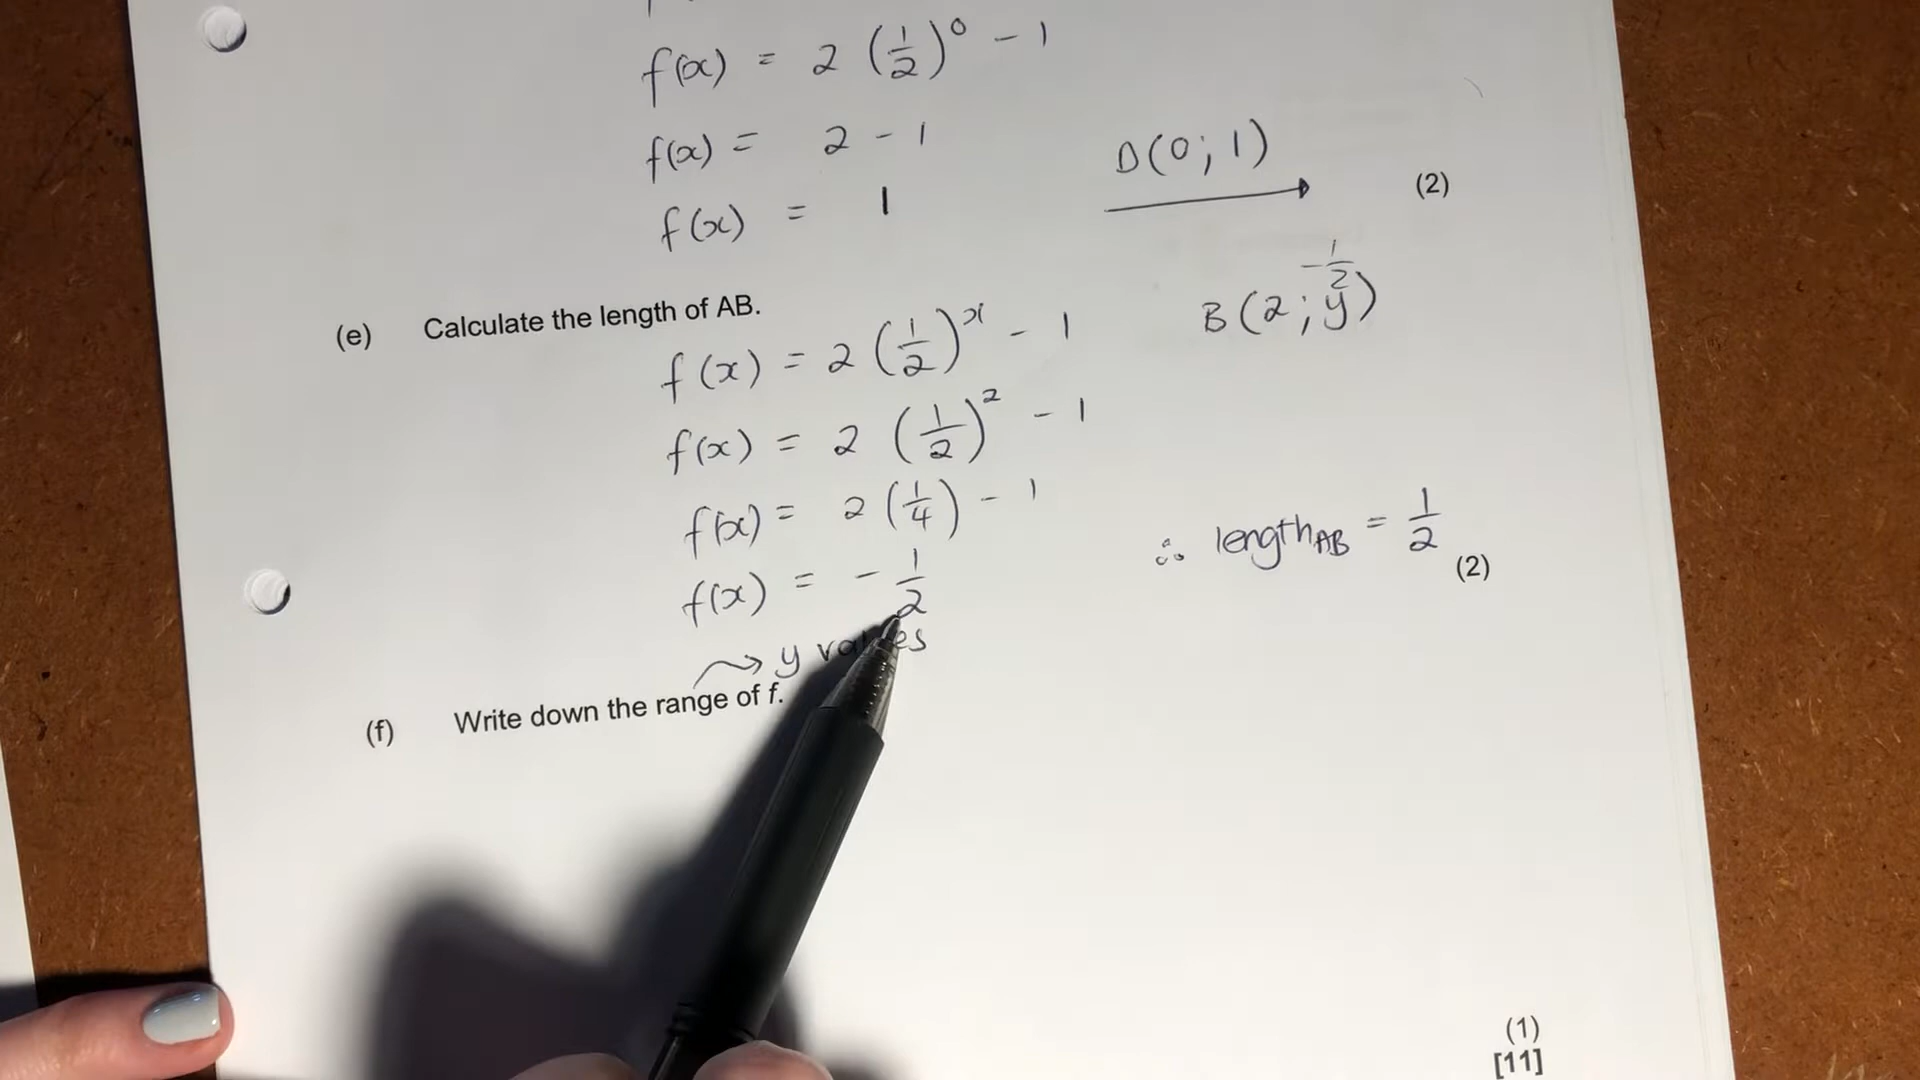 f(x) = 2 (1/2)^0 - 1
f(x) = 2 - 1
D(0; 1)
(2)
f(x) = 1
(e) Calculate the length of AB.
-1/2
B(2; y)
f(x) = 2 (1/2)^x - 1
f(x) = 2 (1/2)^2 - 1
f(x) = 2 (1/4) - 1
∴ length AB = 1/2
(2)
f(x) = - 1/2
y values
(f) Write down the range of f.
(1)
[11]